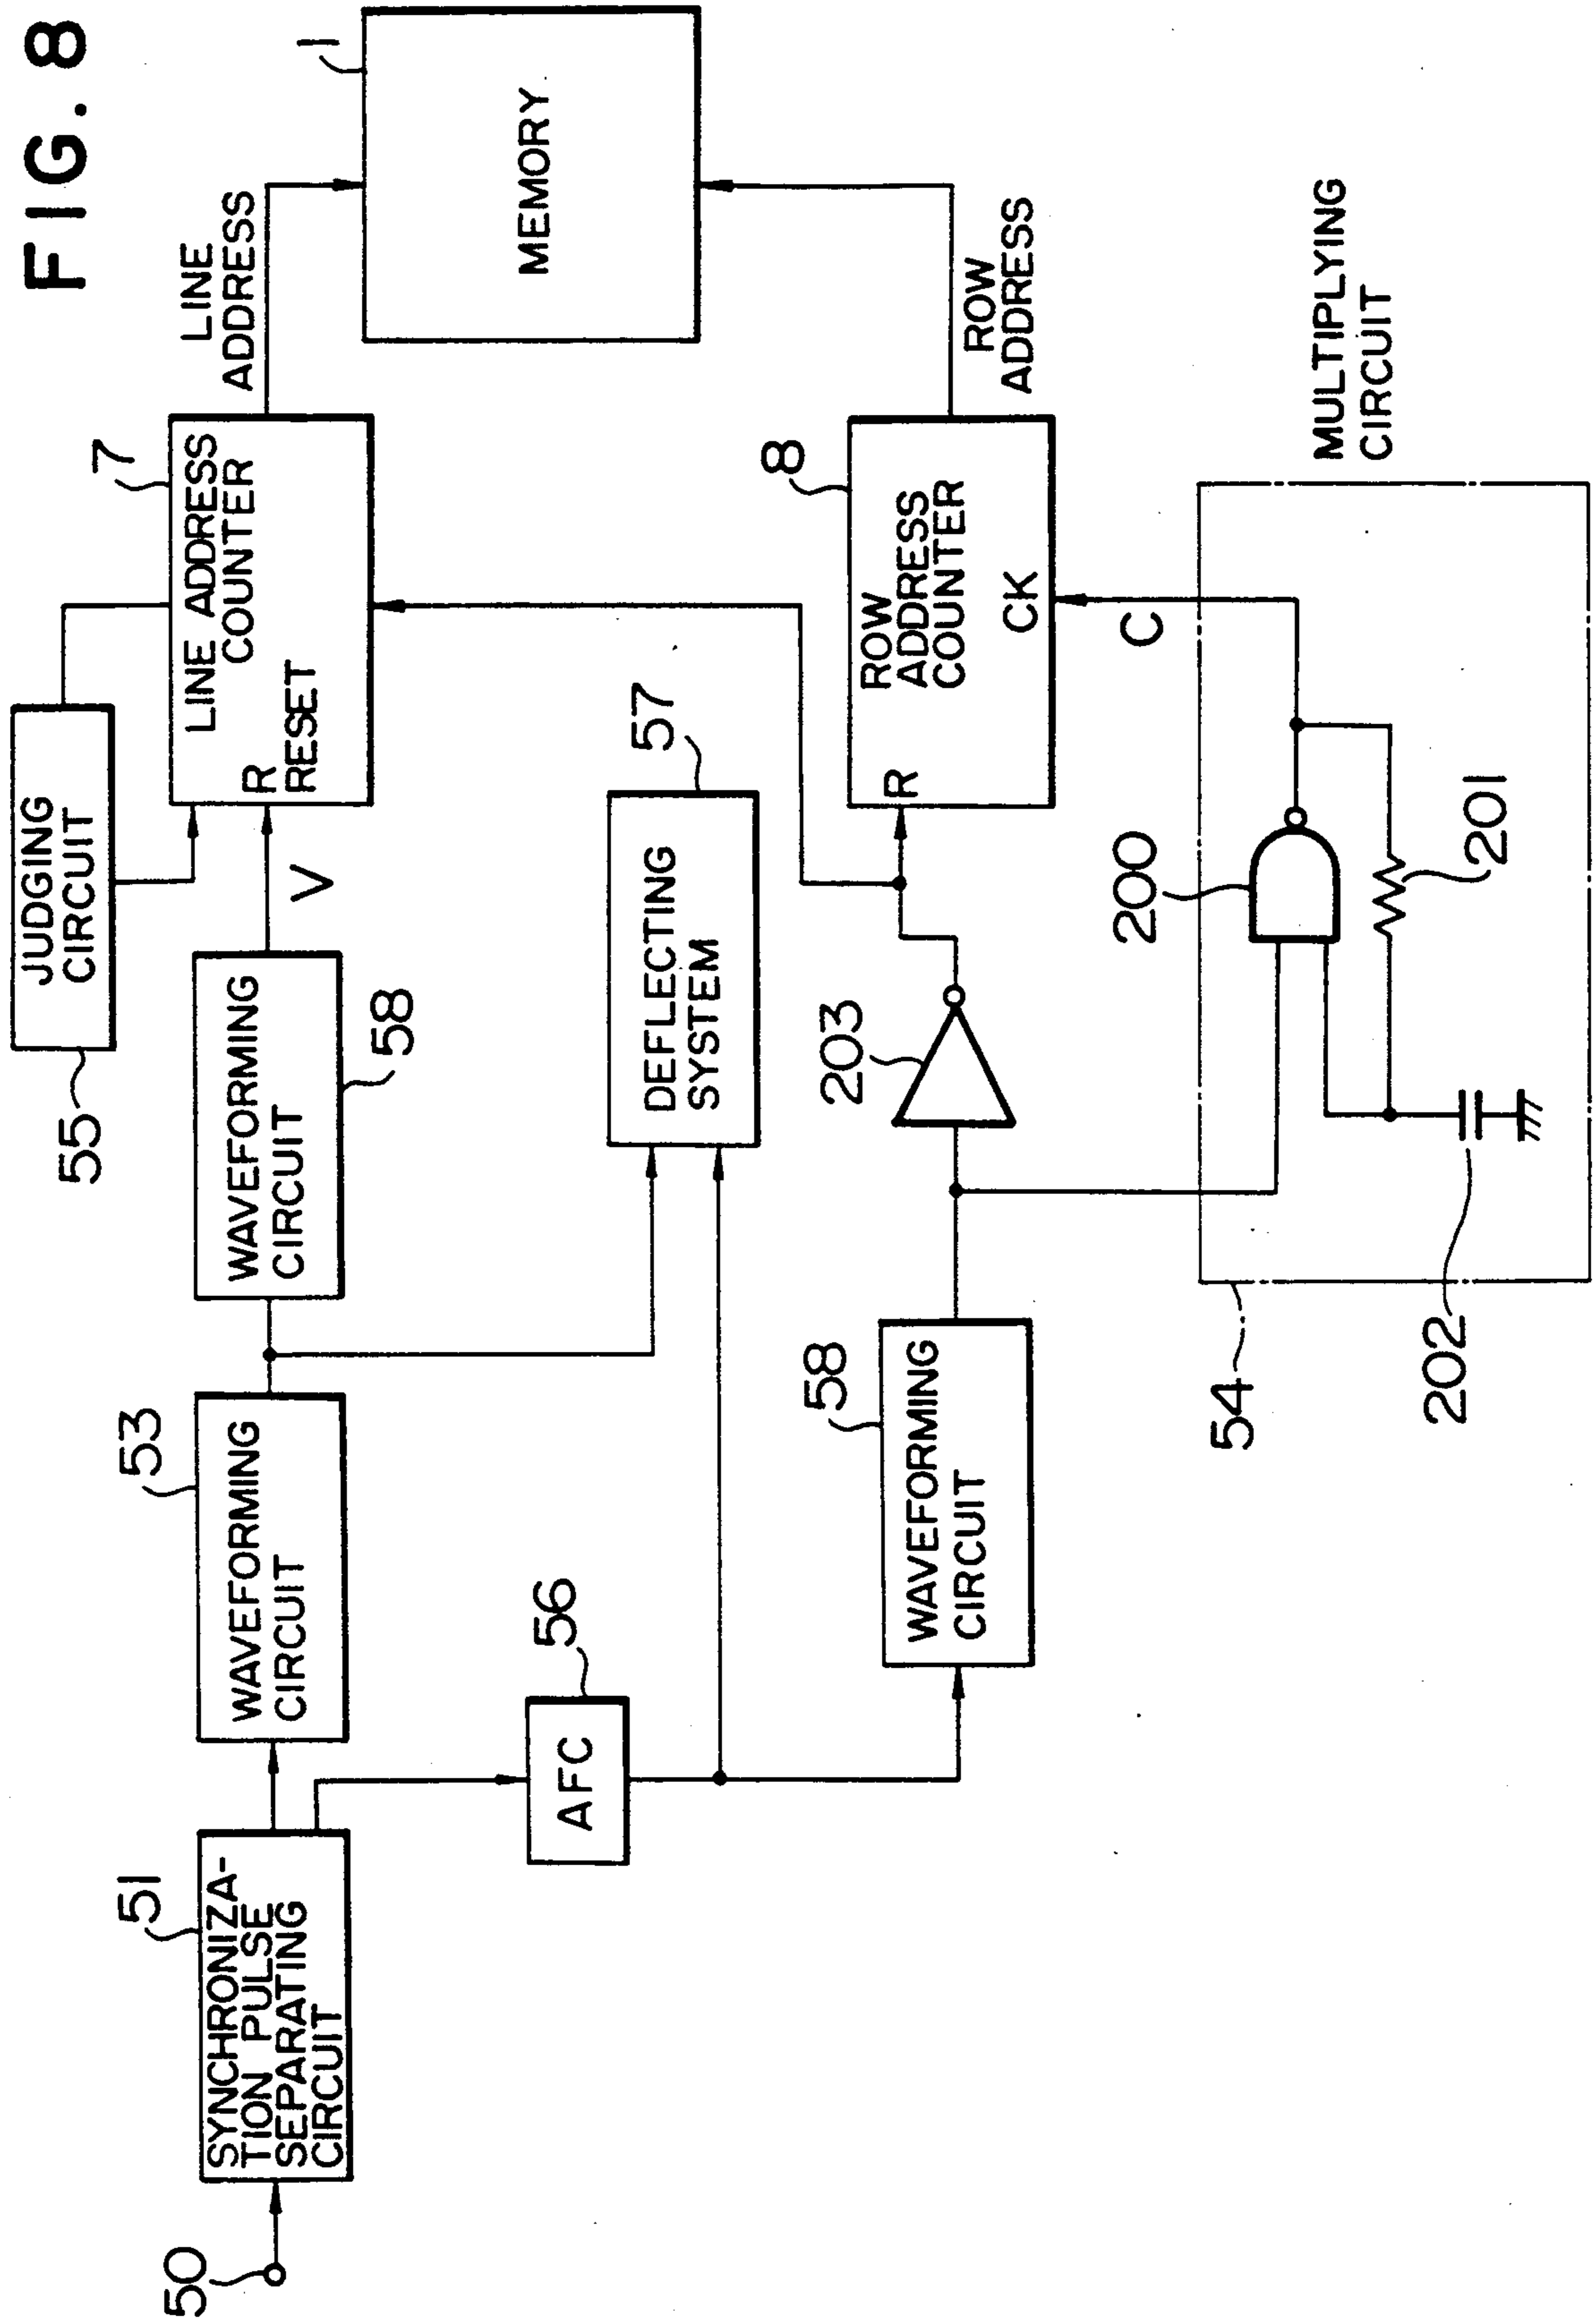 FIG. 8
50
51
SYNCHRONIZA-
TION PULSE
SEPARATING
CIRCUIT
53
WAVEFORMING
CIRCUIT
WAVEFORMING
CIRCUIT
58
V
55
JUDGING
CIRCUIT
7
LINE ADDRESS
COUNTER
R
RESET
LINE
ADDRESS
1
MEMORY
56
AFC
57
DEFLECTING
SYSTEM
58
WAVEFORMING
CIRCUIT
203
8
ROW
ADDRESS
COUNTER
R
CK
ROW
ADDRESS
C
54
200
201
202
MULTIPLYING
CIRCUIT